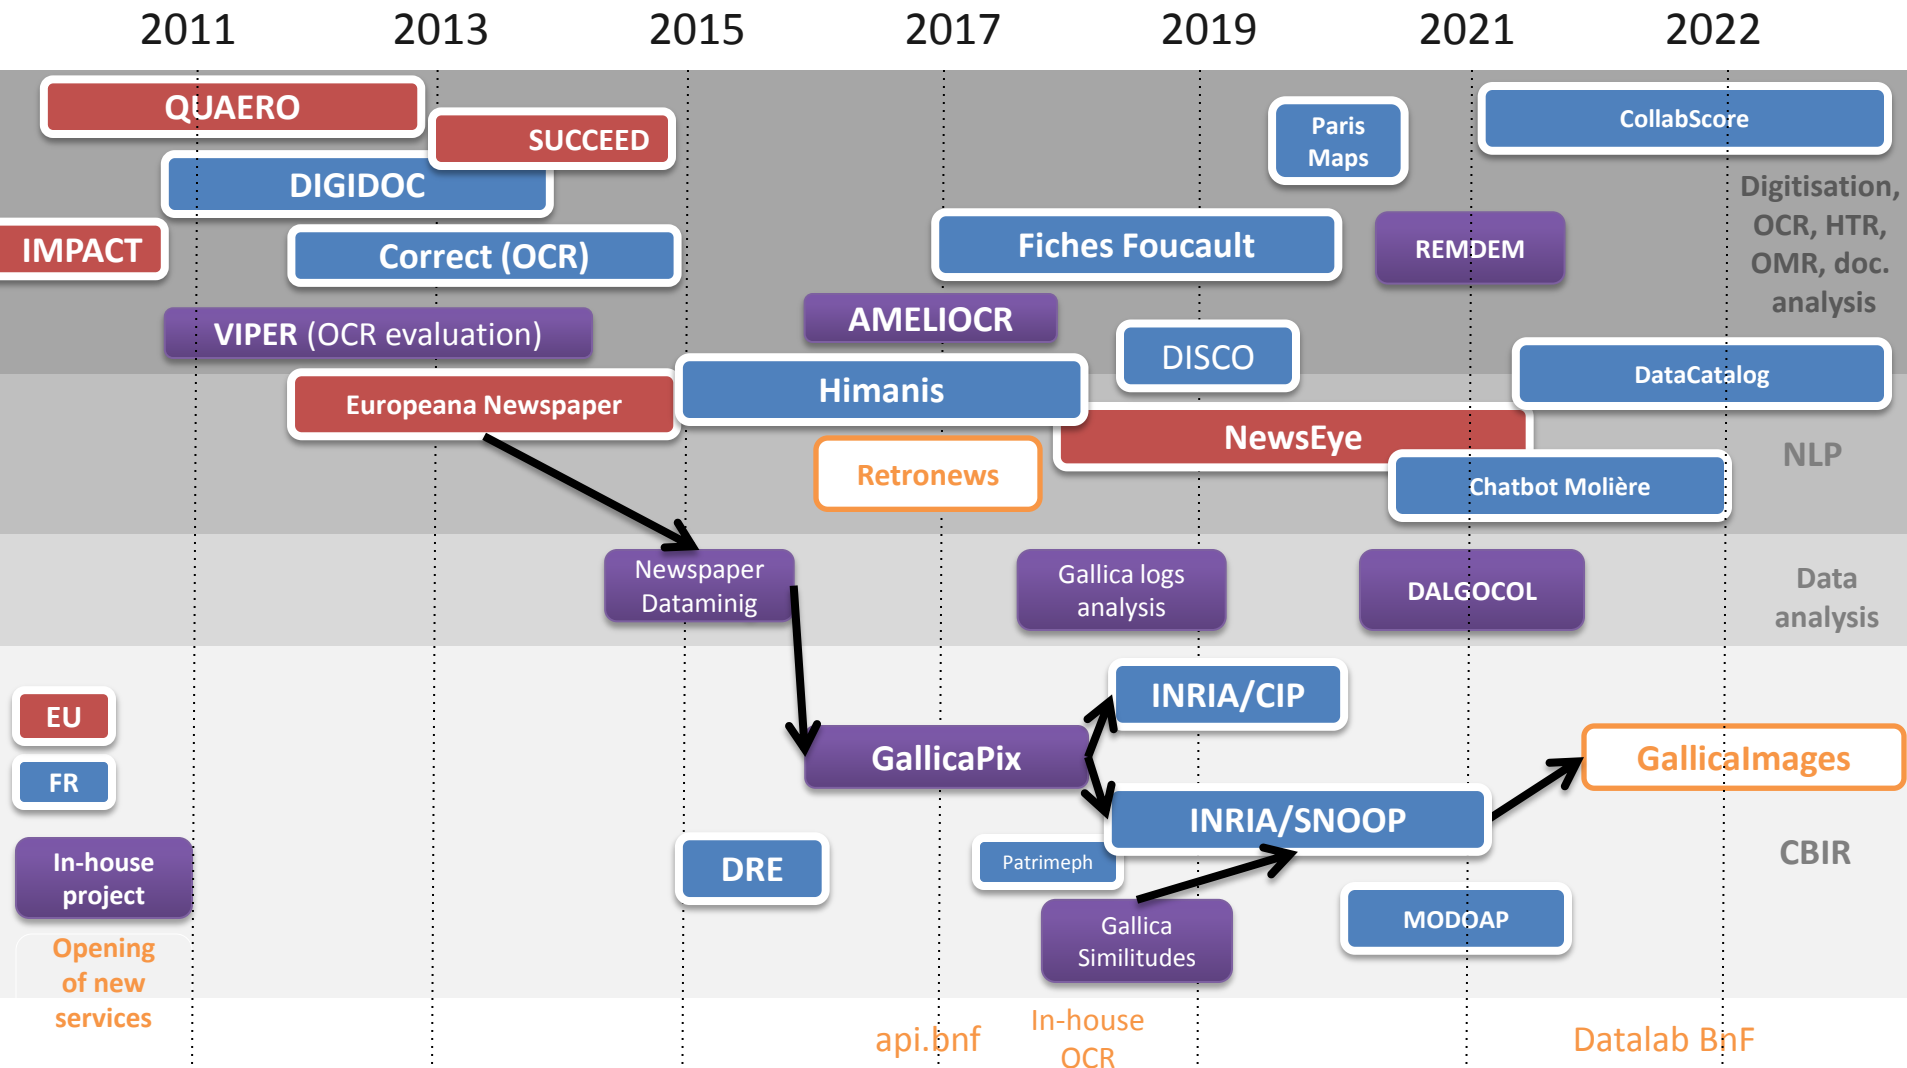 2011 2013 2015 2017 2019 2021 2022
QUAERO
SUCCEED
DIGIDOC
IMPACT
Correct (OCR)
VIPER (OCR evaluation)
AMELIOCR
Fiches Foucault
Paris
Maps
CollabScore
REMDEM
Digitisation,
OCR, HTR,
OMR, doc.
analysis
DISCO
DataCatalog
Europeana Newspaper
Himanis
NewsEye
Retronews
Chatbot Molière
NLP
Newspaper
Dataminig
Gallica logs
analysis
DALGOCOL
Data
analysis
EU
FR
In-house
project
Opening
of new
services
INRIA/CIP
GallicaPix
GallicaImages
INRIA/SNOOP
DRE
Patrimeph
CBIR
Gallica
Similitudes
MODOAP
api.bnf
In-house
OCR
Datalab BnF